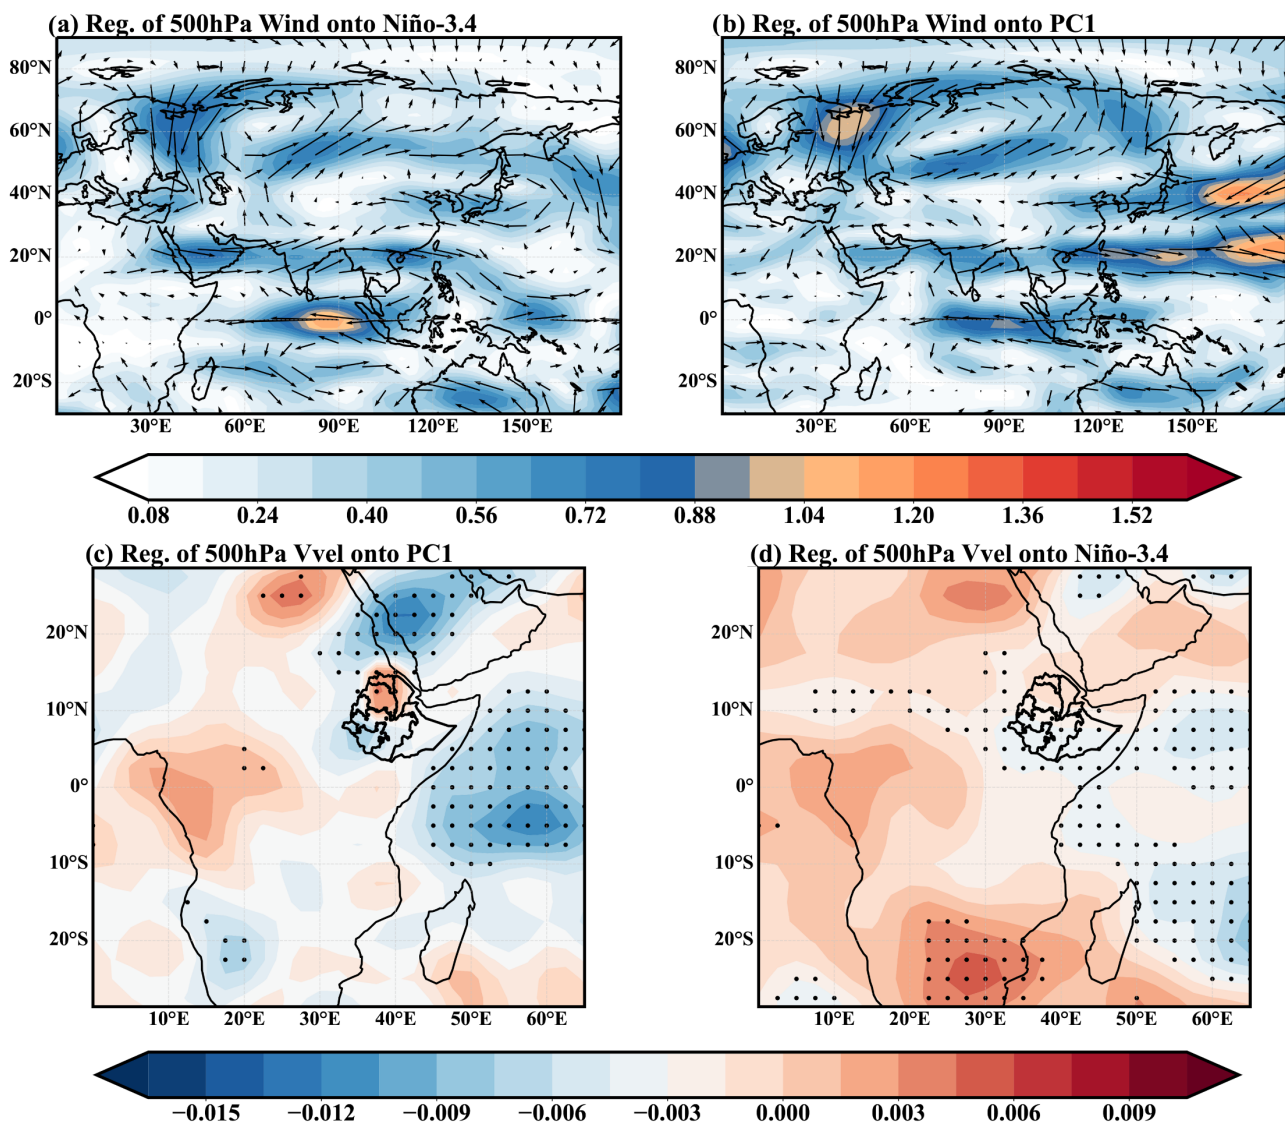 (a) Reg. of 500hPa Wind onto Niño-3.4
(b) Reg. of 500hPa Wind onto PC1
80°N
60°N
40°N
20°N
0°
20°S
30°E 60°E 90°E 120°E 150°E
80°N
60°N
40°N
20°N
0°
20°S
30°E 60°E 90°E 120°E 150°E
0.08 0.24 0.40 0.56 0.72 0.88 1.04 1.20 1.36 1.52
(c) Reg. of 500hPa Vvel onto PC1
(d) Reg. of 500hPa Vvel onto Niño-3.4
20°N
10°N
0°
10°S
20°S
10°E 20°E 30°E 40°E 50°E 60°E
20°N
10°N
0°
10°S
20°S
10°E 20°E 30°E 40°E 50°E 60°E
−0.015 −0.012 −0.009 −0.006 −0.003 0.000 0.003 0.006 0.009